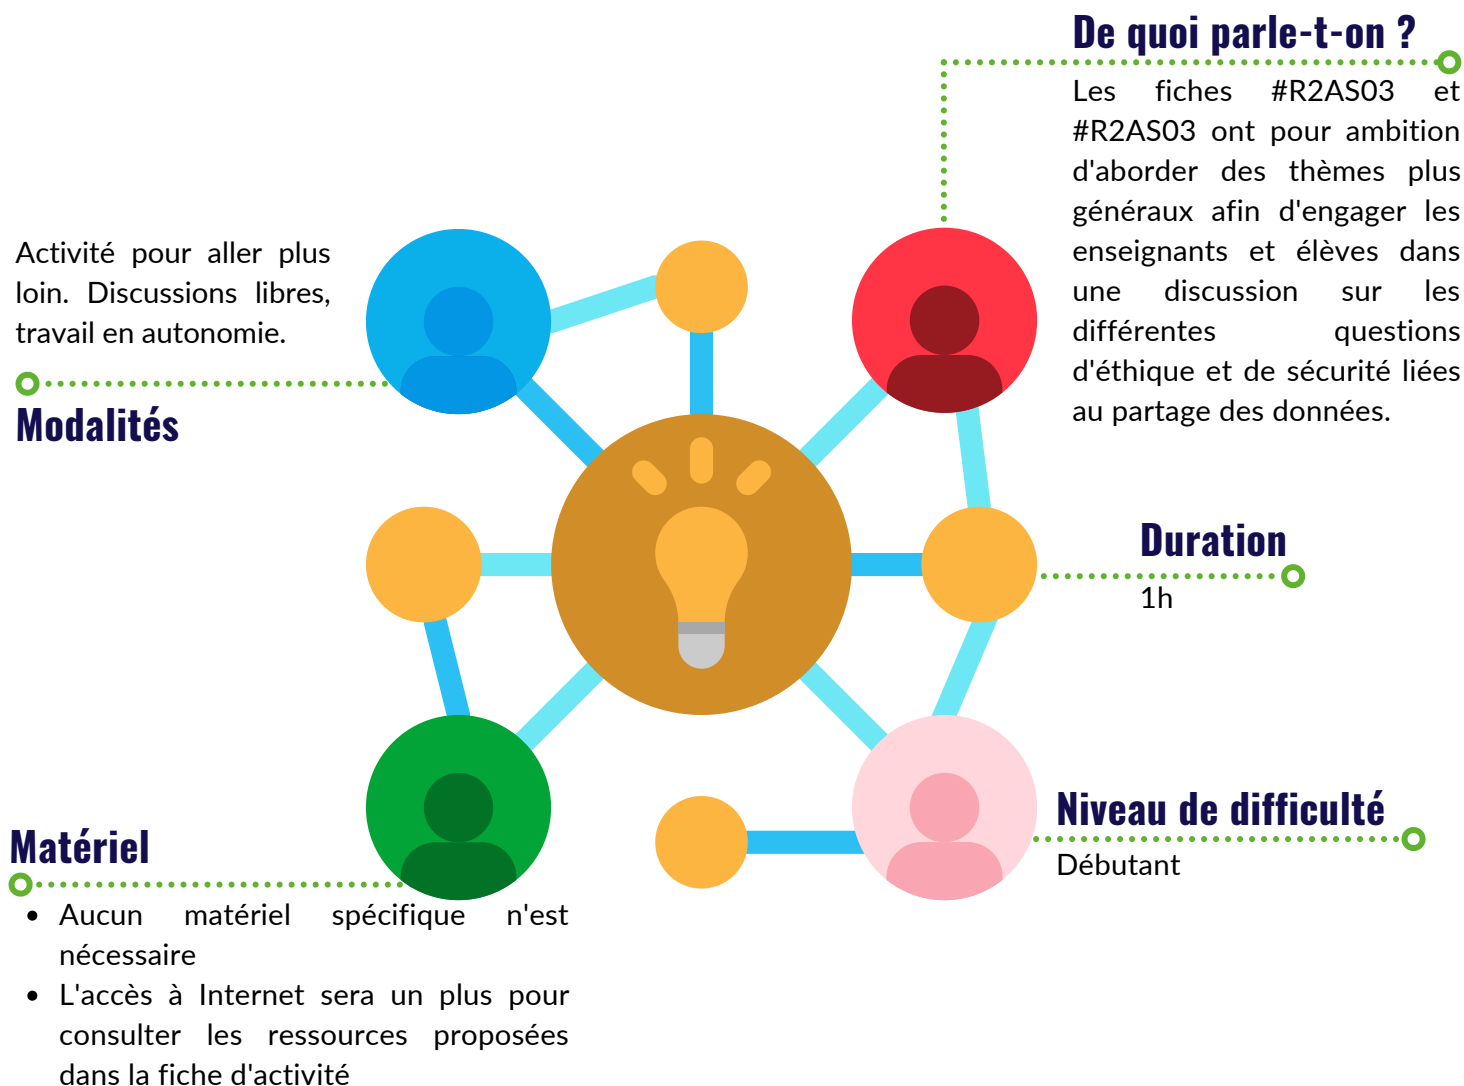 De quoi parle-t-on ?
Les fiches #R2AS03 et
#R2AS03 ont pour ambition
d'aborder des thèmes plus
généraux afin d'engager les
enseignants et élèves dans
une discussion sur les
différentes questions
d'éthique et de sécurité liées
au partage des données.
Activité pour aller plus
loin. Discussions libres,
travail en autonomie.
Modalités
Duration
1h
Niveau de difficulté
Débutant
Matériel
• Aucun matériel spécifique n'est
nécessaire
• L'accès à Internet sera un plus pour
consulter les ressources proposées
dans la fiche d'activité